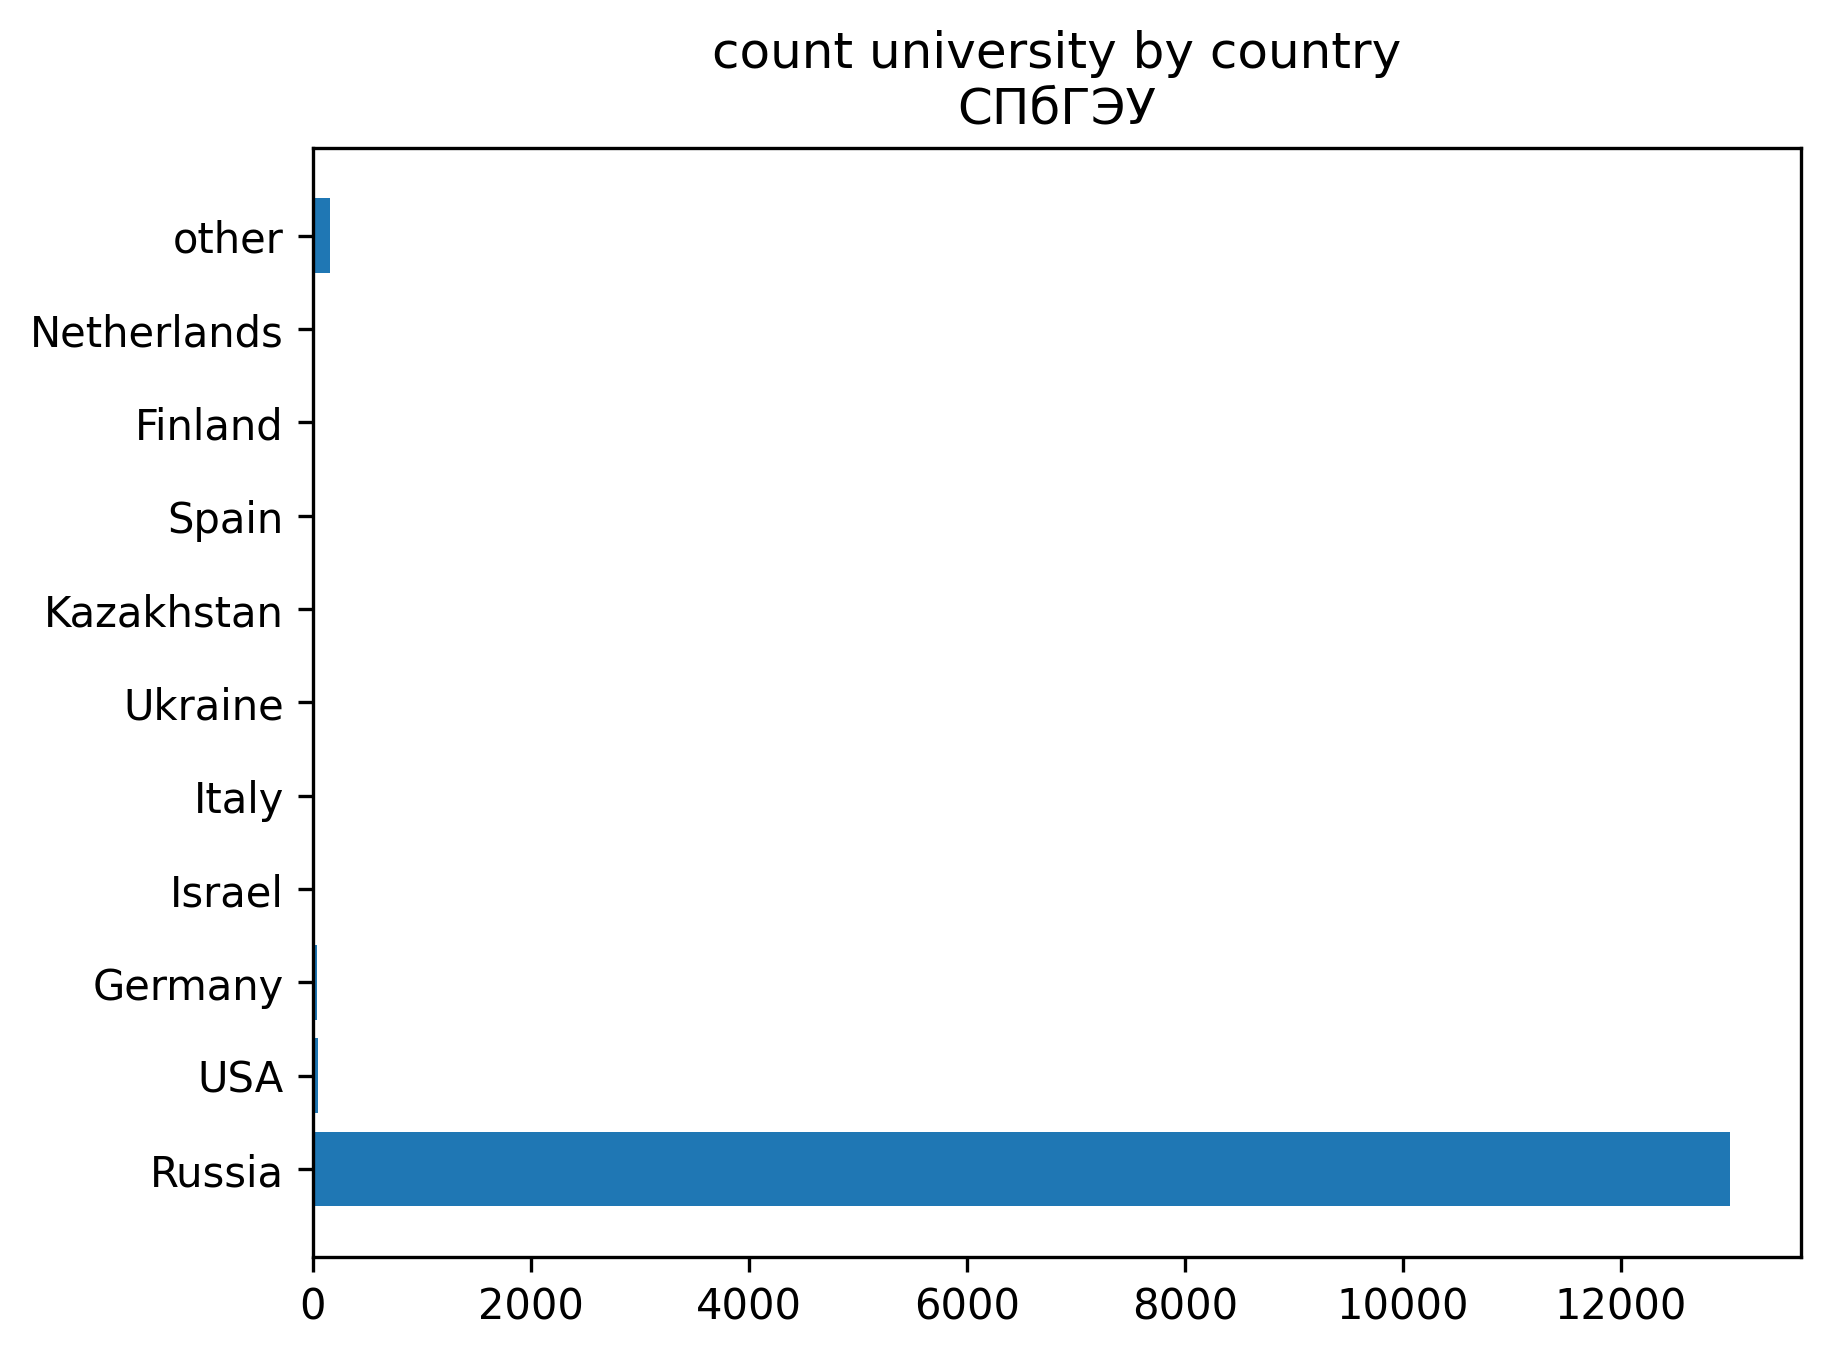 count university by country
СПбГЭУ
other
Netherlands
Finland
Spain
Kazakhstan
Ukraine
Italy
Israel
Germany
USA
Russia
0 2000 4000 6000 8000 10000 12000